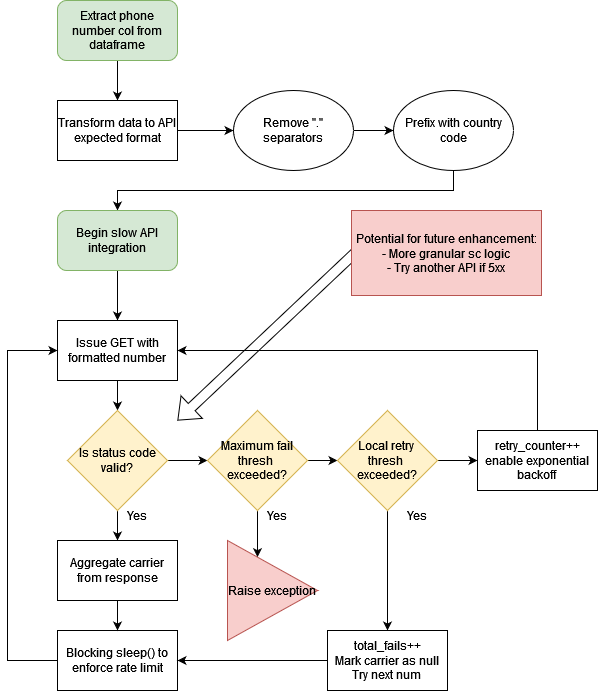 Extract phone
number col from
dataframe
Transform data to API
expected format
Remove "."
separators
Prefix with country
code
Begin slow API
integration
Potential for future enhancement:
- More granular sc logic
- Try another API if 5xx
Issue GET with
formatted number
Is status code
valid?
Maximum fail
thresh
exceeded?
Local retry
thresh
exceeded?
retry_counter++
enable exponential
backoff
Yes
Yes
Yes
Aggregate carrier
from response
Raise exception
Blocking sleep() to
enforce rate limit
total_fails++
Mark carrier as null
Try next num